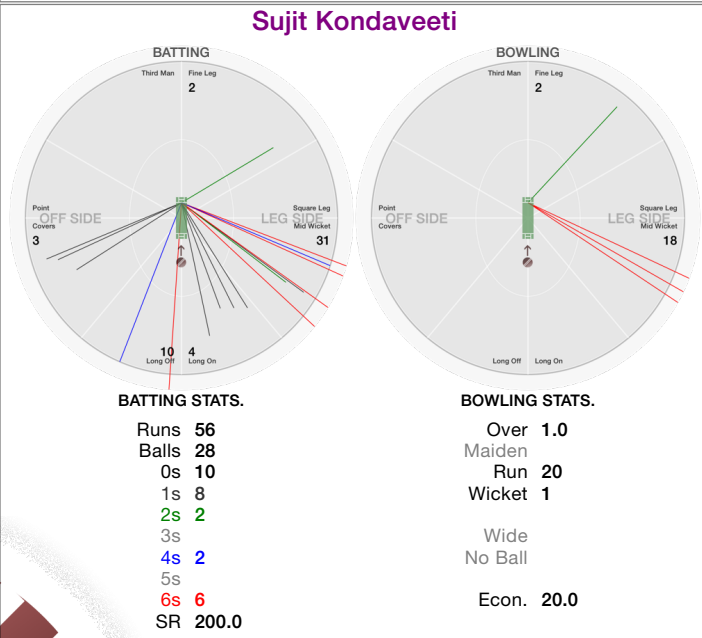 Sujit Kondaveeti
BATTING
Third Man Fine Leg
2
Point
Covers
OFF SIDE
3
Square Leg
LEG SIDE
Mid Wicket
31
10 4
Long Off Long On
BATTING STATS.
Runs 56
Balls 28
0s 10
1s 8
2s 2
3s
4s 2
5s
6s 6
SR 200.0
BOWLING
Third Man Fine Leg
2
Point
Covers
OFF SIDE
Square Leg
LEG SIDE
Mid Wicket
18
Long Off Long On
BOWLING STATS.
Over 1.0
Maiden
Run 20
Wicket 1
Wide
No Ball
Econ. 20.0